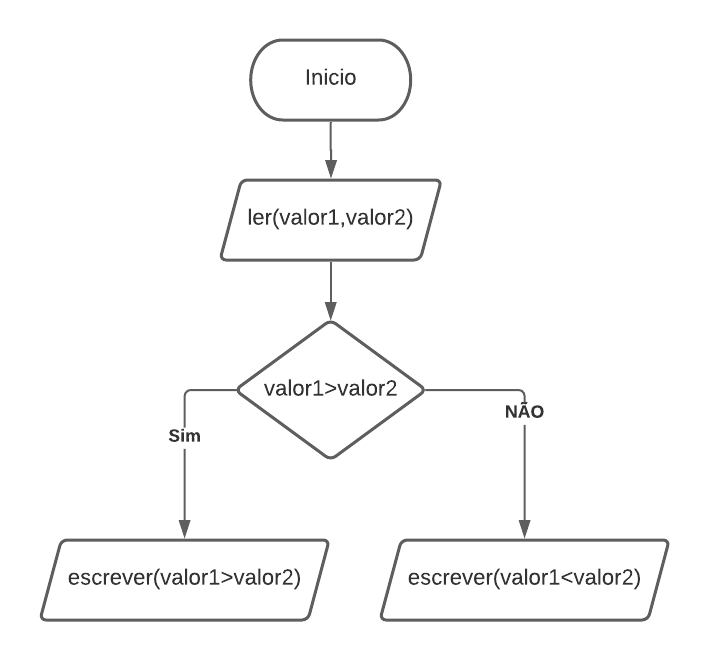 Inicio
ler(valor1,valor2)
valor1>valor2
Sim
NÃO
escrever(valor1>valor2)
escrever(valor1<valor2)